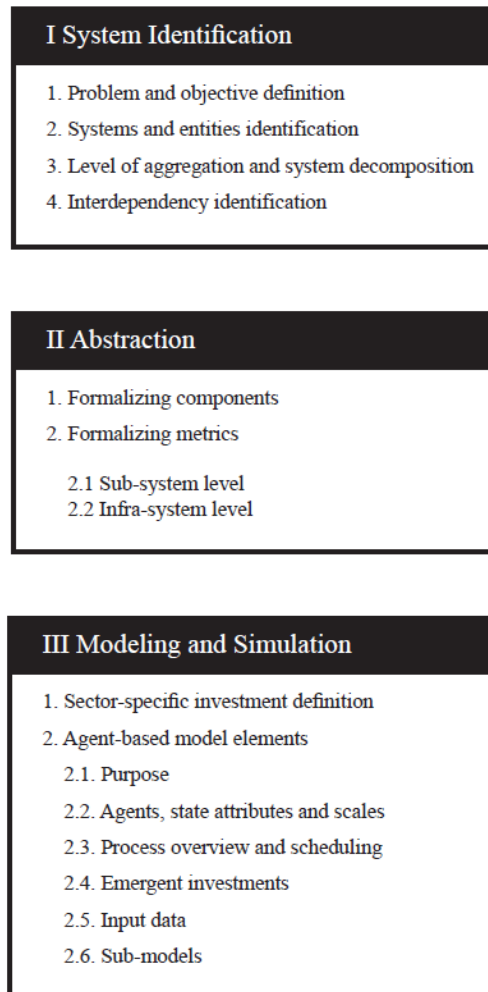 I System Identification
1. Problem and objective definition
2. Systems and entities identification
3. Level of aggregation and system decomposition
4. Interdependency identification
II Abstraction
1. Formalizing components
2. Formalizing metrics
2.1 Sub-system level
2.2 Infra-system level
III Modeling and Simulation
1. Sector-specific investment definition
2. Agent-based model elements
2.1. Purpose
2.2. Agents, state attributes and scales
2.3. Process overview and scheduling
2.4. Emergent investments
2.5. Input data
2.6. Sub-models